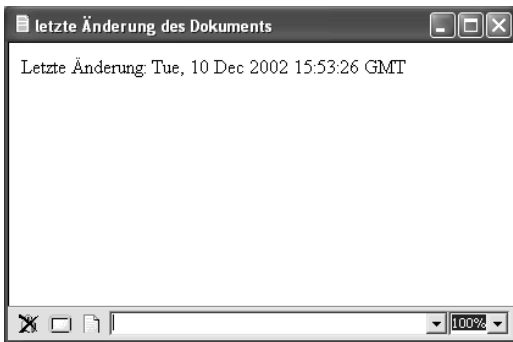 letzte Änderung des Dokuments
Letzte Änderung: Tue, 10 Dec 2002 15:53:26 GMT
100%